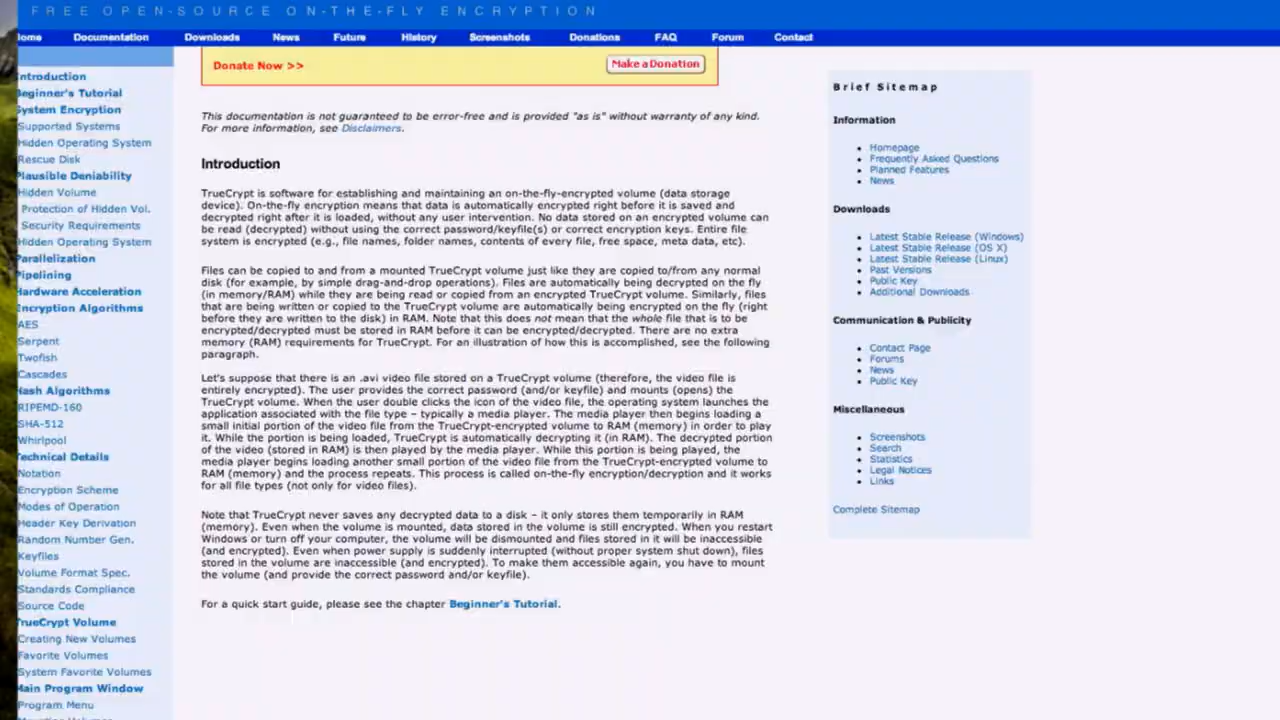 FREE OPEN-SOURCE ON-THE-FLY ENCRYPTION
Documentation Downloads News Future History Screenshots Donations FAQ Forum Contact
Introduction
Beginner's Tutorial
System Encryption
Supported Systems
Hidden Operating System
Rescue Disk
Plausible Deniability
Hidden Volume
Protection of Hidden Vol.
Security Requirements
Hidden Operating System
Parallelization
Pipelining
Hardware Acceleration
Encryption Algorithms
AES
Serpent
Twofish
Cascades
Hash Algorithms
RIPEMD-160
SHA-512
Whirlpool
Technical Details
Notation
Encryption Scheme
Modes of Operation
Header Key Derivation
Random Number Gen.
Keyfiles
Volume Format Spec.
Standards Compliance
Source Code
TrueCrypt Volume
Creating New Volumes
Favorite Volumes
System Favorite Volumes
Main Program Window
Program Menu
Donate Now >>
Make a Donation
This documentation is not guaranteed to be error-free and is provided "as is" without warranty of any kind.
For more information, see Disclaimers.
Introduction
TrueCrypt is software for establishing and maintaining an on-the-fly-encrypted volume (data storage
device). On-the-fly encryption means that data is automatically encrypted right before it is saved and
decrypted right after it is loaded, without any user intervention. No data stored on an encrypted volume can
be read (decrypted) without using the correct password/keyfile(s) or correct encryption keys. Entire file
system is encrypted (e.g., file names, folder names, contents of every file, free space, meta data, etc).
Files can be copied to and from a mounted TrueCrypt volume just like they are copied to/from any normal
disk (for example, by simple drag-and-drop operations). Files are automatically being decrypted on the fly
(in memory/RAM) while they are being read or copied from an encrypted TrueCrypt volume. Similarly, files
that are being written or copied to the TrueCrypt volume are automatically being encrypted on the fly (right
before they are written to the disk) in RAM. Note that this does not mean that the whole file that is to be
encrypted/decrypted must be stored in RAM before it can be encrypted/decrypted. There are no extra
memory (RAM) requirements for TrueCrypt. For an illustration of how this is accomplished, see the following
paragraph.
Let's suppose that there is an .avi video file stored on a TrueCrypt volume (therefore, the video file is
entirely encrypted). The user provides the correct password (and/or keyfile) and mounts (opens) the
TrueCrypt volume. When the user double clicks the icon of the video file, the operating system launches the
application associated with the file type – typically a media player. The media player then begins loading a
small initial portion of the video file from the TrueCrypt-encrypted volume to RAM (memory) in order to play
it. While the portion is being loaded, TrueCrypt is automatically decrypting it (in RAM). The decrypted portion
of the video (stored in RAM) is then played by the media player. While this portion is being played, the
media player begins loading another small portion of the video file from the TrueCrypt-encrypted volume to
RAM (memory) and the process repeats. This process is called on-the-fly encryption/decryption and it works
for all file types (not only for video files).
Note that TrueCrypt never saves any decrypted data to a disk – it only stores them temporarily in RAM
(memory). Even when the volume is mounted, data stored in the volume is still encrypted. When you restart
Windows or turn off your computer, the volume will be dismounted and files stored in it will be inaccessible
(and encrypted). Even when power supply is suddenly interrupted (without proper system shut down), files
stored in the volume are inaccessible (and encrypted). To make them accessible again, you have to mount
the volume (and provide the correct password and/or keyfile).
For a quick start guide, please see the chapter Beginner's Tutorial.
Brief Sitemap
Information
Homepage
Frequently Asked Questions
Planned Features
News
Downloads
Latest Stable Release (Windows)
Latest Stable Release (OS X)
Latest Stable Release (Linux)
Past Versions
Public Key
Additional Downloads
Communication & Publicity
Contact Page
Forums
News
Public Key
Miscellaneous
Screenshots
Search
Statistics
Legal Notices
Links
Complete Sitemap